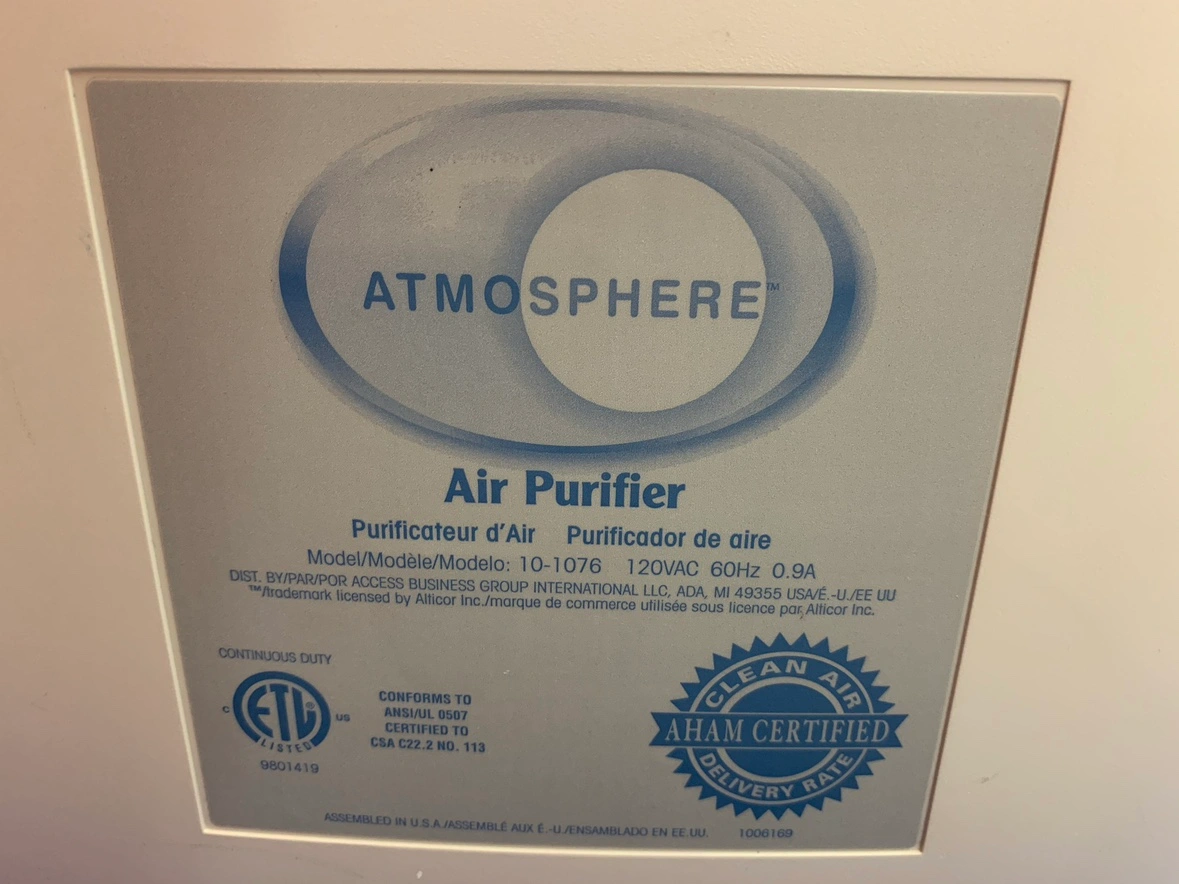 ATMOSPHERE™
Air Purifier
Purificateur d'Air Purificador de aire
Model/Modèle/Modelo: 10-1076 120VAC 60Hz 0.9A
DIST. BY/PAR/POR ACCESS BUSINESS GROUP INTERNATIONAL LLC, ADA, MI 49355 USA/É.-U./EE UU
™/trademark licensed by Alticor Inc./marque de commerce utilisée sous licence par Alticor Inc.
CONTINUOUS DUTY
C ETL® US
LISTED
9801419
CONFORMS TO
ANSI/UL 0507
CERTIFIED TO
CSA C22.2 NO. 113
CLEAN AIR
AHAM CERTIFIED
DELIVERY RATE
ASSEMBLED IN U.S.A./ASSEMBLÉ AUX É.-U./ENSAMBLADO EN EE.UU. 1006169